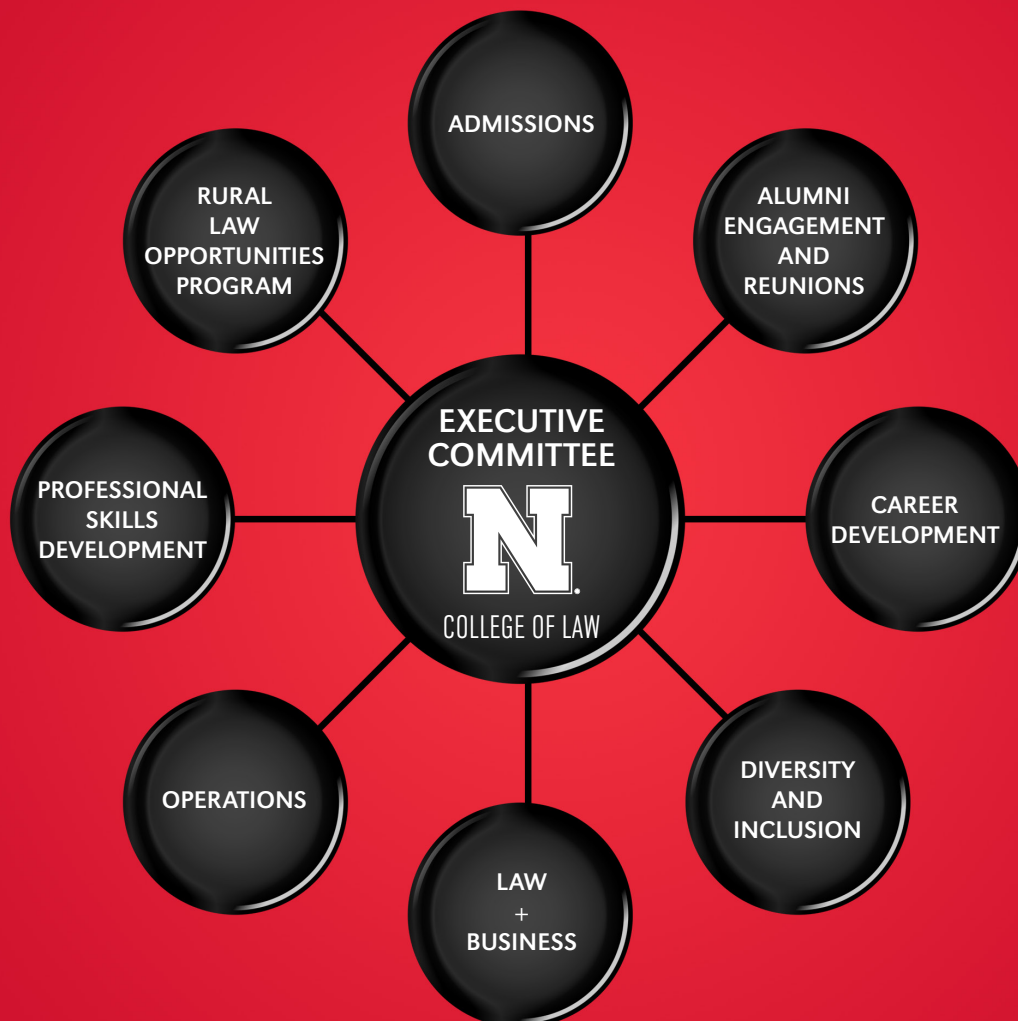 ADMISSIONS
RURAL
LAW
OPPORTUNITIES
PROGRAM
ALUMNI
ENGAGEMENT
AND
REUNIONS
EXECUTIVE
COMMITTEE
N.
COLLEGE OF LAW
PROFESSIONAL
SKILLS
DEVELOPMENT
CAREER
DEVELOPMENT
OPERATIONS
DIVERSITY
AND
INCLUSION
LAW
+
BUSINESS